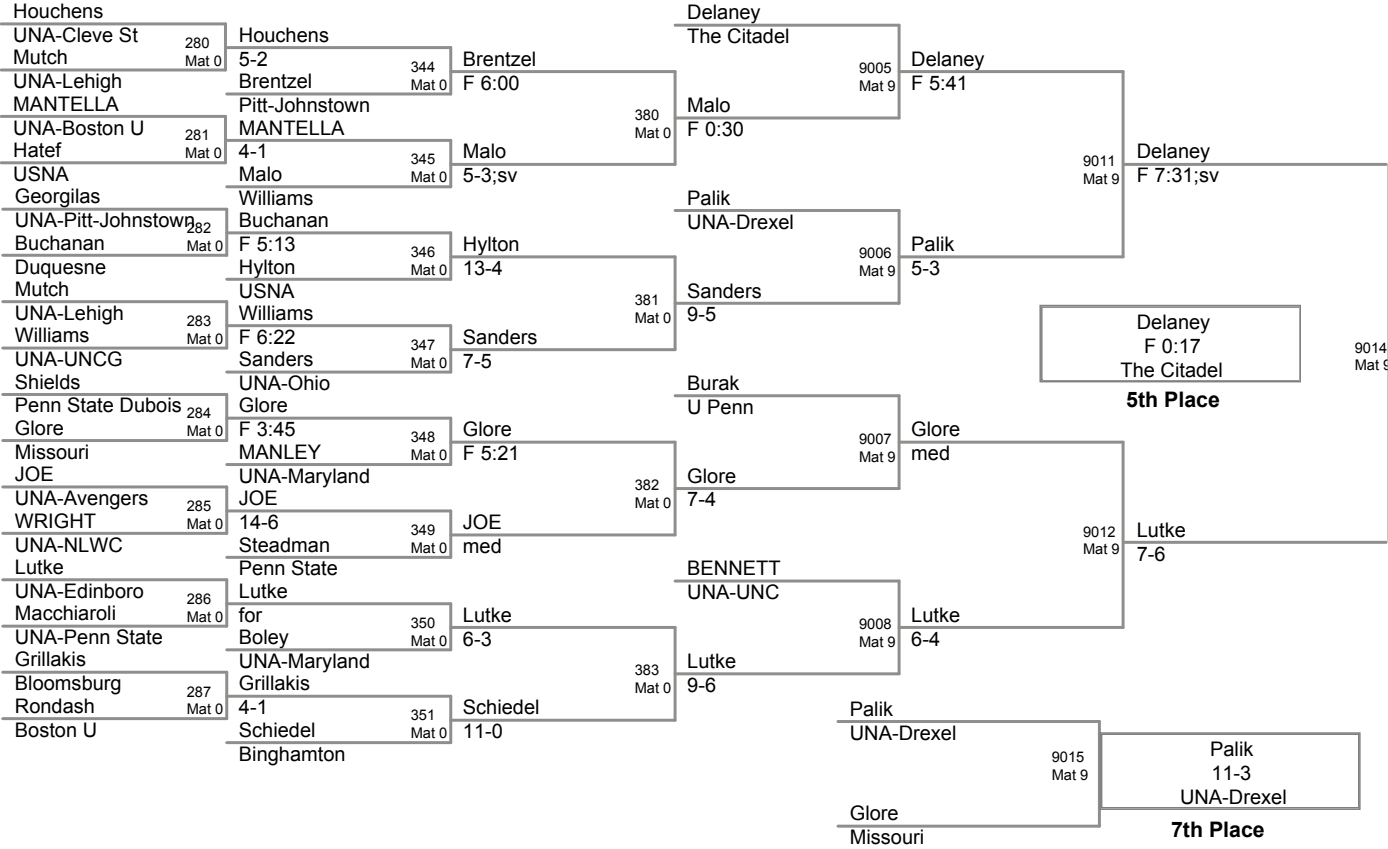 Houchens
UNA-Cleve St
280
Mutch
Mat 0
UNA-Lehigh
MANTELLA
UNA-Boston U
281
Hatef
Mat 0
USNA
Georgilas
UNA-Pitt-Johnstown
282
Buchanan
Mat 0
Duquesne
Mutch
UNA-Lehigh
283
Williams
Mat 0
UNA-UNCG
Shields
Penn State Dubois
284
Glore
Mat 0
Missouri
JOE
UNA-Avengers
285
WRIGHT
Mat 0
UNA-NLWC
Lutke
UNA-Edinboro
286
Macchiaroli
Mat 0
UNA-Penn State
Grillakis
Bloomsburg
287
Rondash
Mat 0
Boston U
Houchens
5-2
344
Brentzel
Mat 0
Pitt-Johnstown
MANTELLA
4-1
345
Malo
Mat 0
Williams
Buchanan
F 5:13
346
Hylton
Mat 0
USNA
Williams
F 6:22
347
Sanders
Mat 0
UNA-Ohio
Glore
F 3:45
348
MANLEY
Mat 0
UNA-Maryland
JOE
14-6
349
Steadman
Mat 0
Penn State
Lutke
for
350
Boley
Mat 0
UNA-Maryland
Grillakis
4-1
351
Schiedel
Mat 0
Binghamton
Brentzel
F 6:00
380
Mat 0
Malo
5-3;sv
Hylton
13-4
381
Mat 0
Sanders
7-5
Glore
F 5:21
382
Mat 0
JOE
med
Lutke
6-3
383
Mat 0
Schiedel
11-0
Delaney
The Citadel
9005
Mat 9
Malo
F 0:30
Palik
UNA-Drexel
9006
Mat 9
Sanders
9-5
Burak
U Penn
9007
Mat 9
Glore
7-4
BENNETT
UNA-UNC
9008
Mat 9
Lutke
9-6
Delaney
F 5:41
9011
Mat 9
Palik
5-3
Glore
med
9012
Mat 9
Lutke
6-4
Delaney
F 7:31;sv
9014
Mat 9
Lutke
7-6
Delaney
F 0:17
The Citadel
5th Place
Palik
UNA-Drexel
9015
Mat 9
Glore
Missouri
Palik
11-3
UNA-Drexel
7th Place